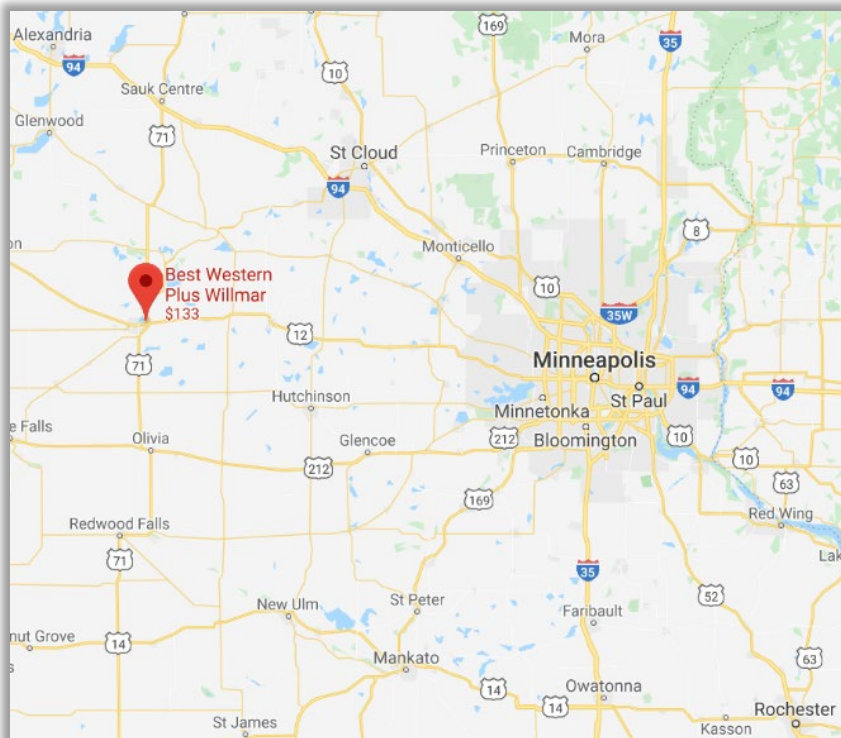 Alexandria
169
Mora
35
94
10
Sauk Centre
Glenwood
71
St Cloud
Princeton
Cambridge
94
8
on
Monticello
Best Western
Plus Willmar
$133
10
35W
12
Minneapolis
71
94
94
St Paul
Hutchinson
Minnetonka
e Falls
Olivia
Glencoe
212
Bloomington
10
10
212
63
169
Red Wing
Redwood Falls
Lak
71
35
52
New Ulm
St Peter
Faribault
nut Grove
14
63
s
Mankato
14
Owatonna
14
Rochester
St James
Kasson